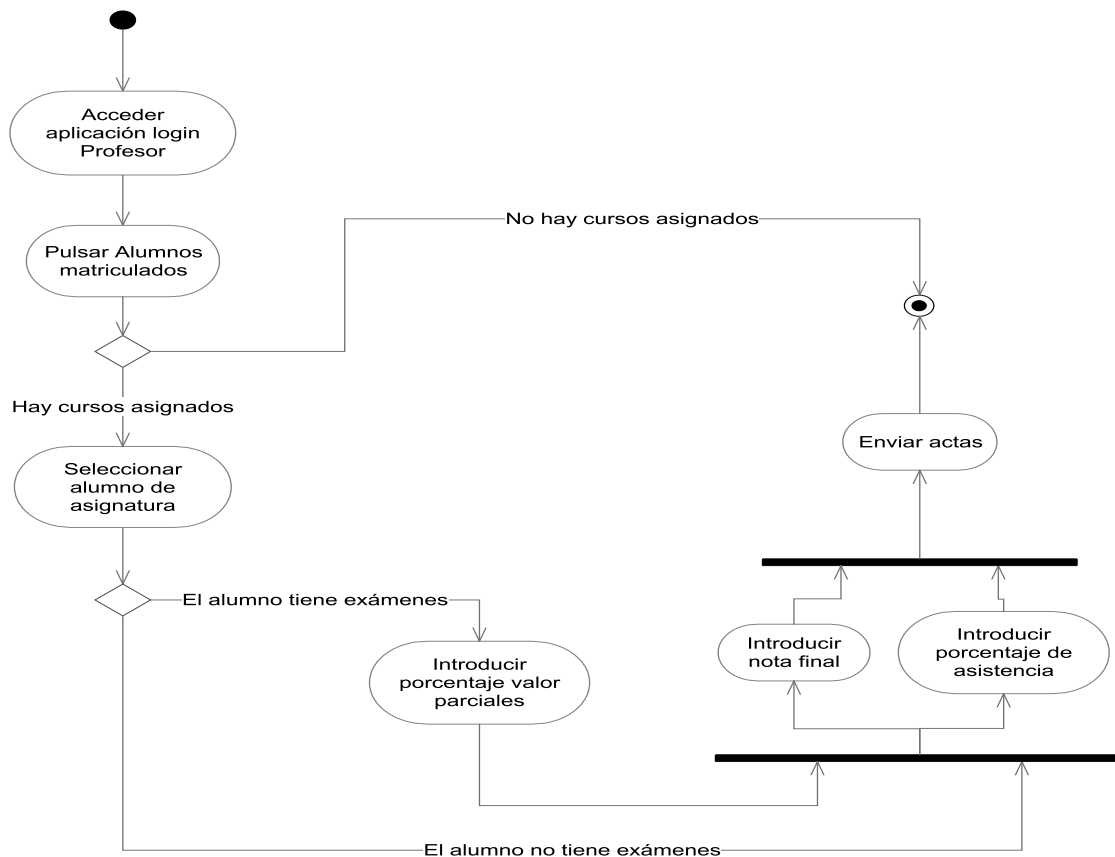 Acceder
aplicación login
Profesor
No hay cursos asignados
Pulsar Alumnos
matriculados
Hay cursos asignados
Enviar actas
Seleccionar
alumno de
asignatura
El alumno tiene exámenes
Introducir
porcentaje valor
parciales
Introducir
nota final
Introducir
porcentaje de
asistencia
El alumno no tiene exámenes